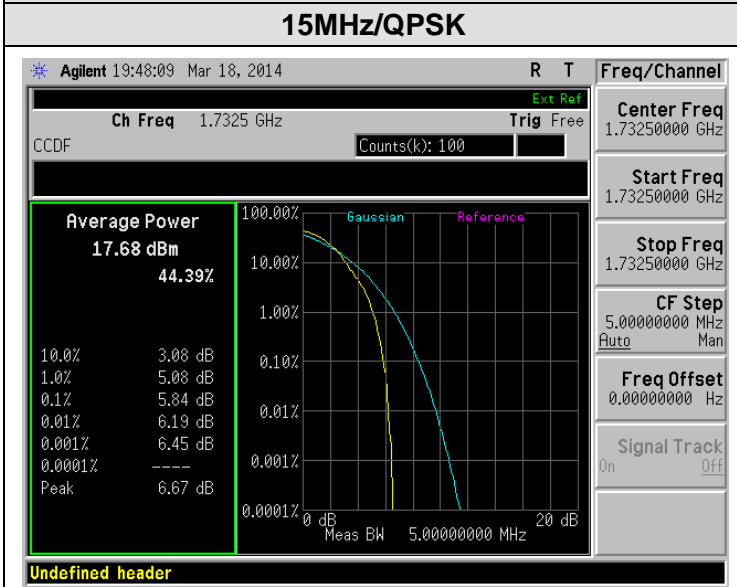 15MHz/QPSK
Agilent 19:48:09 Mar 18, 2014 R T
Freq/Channel
Ext Ref
Ch Freq 1.7325 GHz Trig Free
CCDF Counts(k): 100
Center Freq
1.73250000 GHz
Start Freq
1.73250000 GHz
Stop Freq
1.73250000 GHz
CF Step
5.00000000 MHz
Auto Man
Freq Offset
0.00000000 Hz
Signal Track
On Off
Average Power
17.68 dBm
44.39%
10.0% 3.08 dB
1.0% 5.08 dB
0.1% 5.84 dB
0.01% 6.19 dB
0.001% 6.45 dB
0.0001% ----
Peak 6.67 dB
Gaussian Reference
100.00%
10.00%
1.00%
0.10%
0.01%
0.001%
0.0001%
0 dB 20 dB
Meas BW 5.00000000 MHz
Undefined header